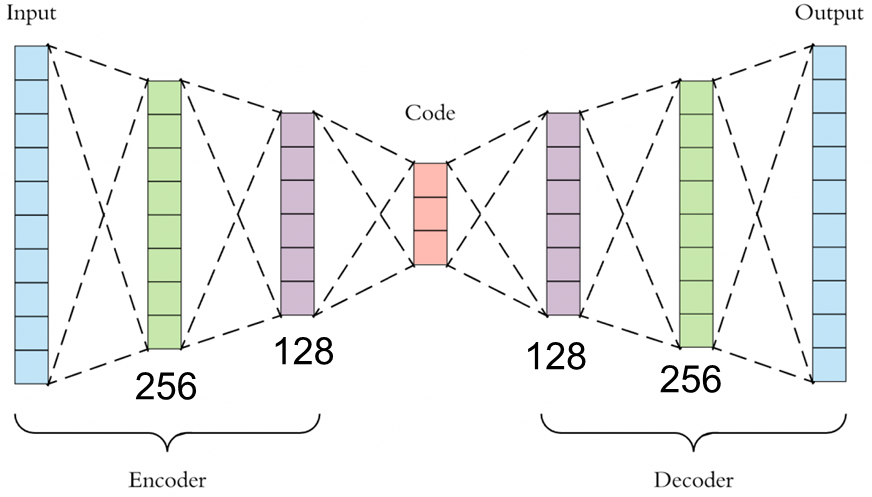 Input
Output
Code
128
128
256
256
Encoder
Decoder